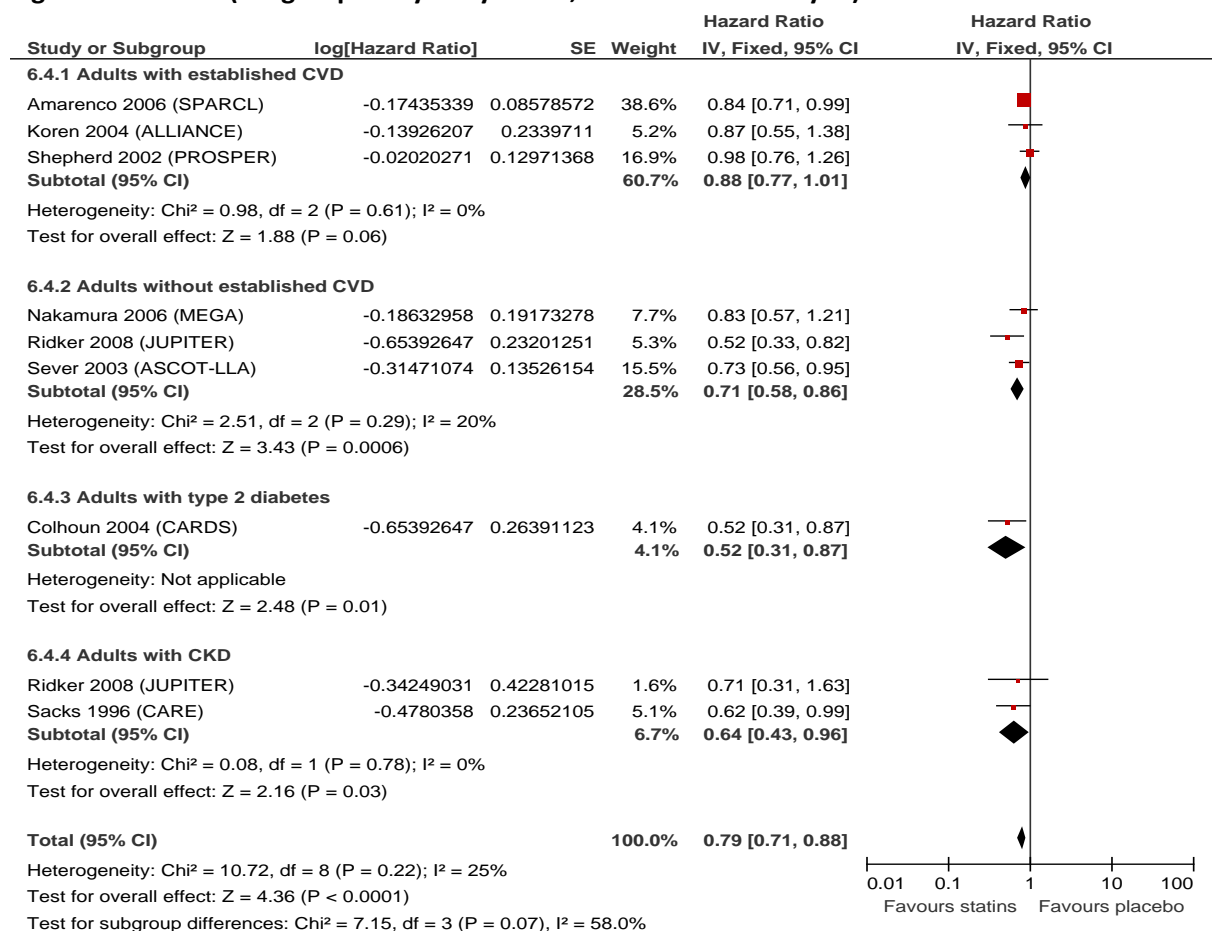 Hazard Ratio Hazard Ratio
Study or Subgroup log[Hazard Ratio] SE Weight IV, Fixed, 95% CI IV, Fixed, 95% CI
6.4.1 Adults with established CVD
Amarenco 2006 (SPARCL) -0.17435339 0.08578572 38.6% 0.84 [0.71, 0.99]
Koren 2004 (ALLIANCE) -0.13926207 0.2339711 5.2% 0.87 [0.55, 1.38]
Shepherd 2002 (PROSPER) -0.02020271 0.12971368 16.9% 0.98 [0.76, 1.26]
Subtotal (95% CI) 60.7% 0.88 [0.77, 1.01]
Heterogeneity: Chi² = 0.98, df = 2 (P = 0.61); I² = 0%
Test for overall effect: Z = 1.88 (P = 0.06)
6.4.2 Adults without established CVD
Nakamura 2006 (MEGA) -0.18632958 0.19173278 7.7% 0.83 [0.57, 1.21]
Ridker 2008 (JUPITER) -0.65392647 0.23201251 5.3% 0.52 [0.33, 0.82]
Sever 2003 (ASCOT-LLA) -0.31471074 0.13526154 15.5% 0.73 [0.56, 0.95]
Subtotal (95% CI) 28.5% 0.71 [0.58, 0.86]
Heterogeneity: Chi² = 2.51, df = 2 (P = 0.29); I² = 20%
Test for overall effect: Z = 3.43 (P = 0.0006)
6.4.3 Adults with type 2 diabetes
Colhoun 2004 (CARDS) -0.65392647 0.26391123 4.1% 0.52 [0.31, 0.87]
Subtotal (95% CI) 4.1% 0.52 [0.31, 0.87]
Heterogeneity: Not applicable
Test for overall effect: Z = 2.48 (P = 0.01)
6.4.4 Adults with CKD
Ridker 2008 (JUPITER) -0.34249031 0.42281015 1.6% 0.71 [0.31, 1.63]
Sacks 1996 (CARE) -0.4780358 0.23652105 5.1% 0.62 [0.39, 0.99]
Subtotal (95% CI) 6.7% 0.64 [0.43, 0.96]
Heterogeneity: Chi² = 0.08, df = 1 (P = 0.78); I² = 0%
Test for overall effect: Z = 2.16 (P = 0.03)
Total (95% CI) 100.0% 0.79 [0.71, 0.88]
Heterogeneity: Chi² = 10.72, df = 8 (P = 0.22); I² = 25%
Test for overall effect: Z = 4.36 (P < 0.0001)
Test for subgroup differences: Chi² = 7.15, df = 3 (P = 0.07), I² = 58.0%
0.01 0.1 1 10 100
Favours statins Favours placebo